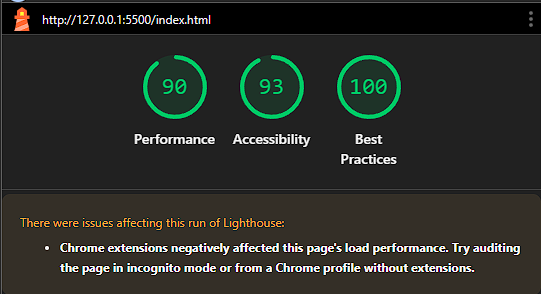 http://127.0.0.1:5500/index.html
90
93
100
Performance
Accessibility
Best
Practices
There were issues affecting this run of Lighthouse:
• Chrome extensions negatively affected this page's load performance. Try auditing
the page in incognito mode or from a Chrome profile without extensions.